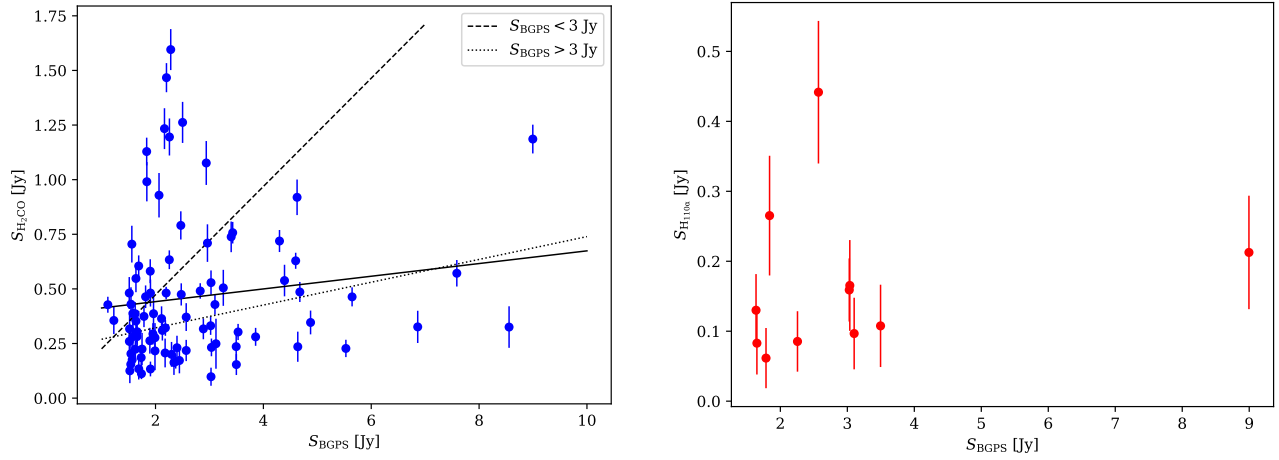 1.75
1.50
1.25
1.00
0.75
0.50
0.25
0.00
S_H₂CO [Jy]
S_BGPS < 3 Jy
S_BGPS > 3 Jy
2 4 6 8 10
S_BGPS [Jy]
0.5
0.4
0.3
0.2
0.1
0.0
S_H₁₁₀α [Jy]
2 3 4 5 6 7 8 9
S_BGPS [Jy]